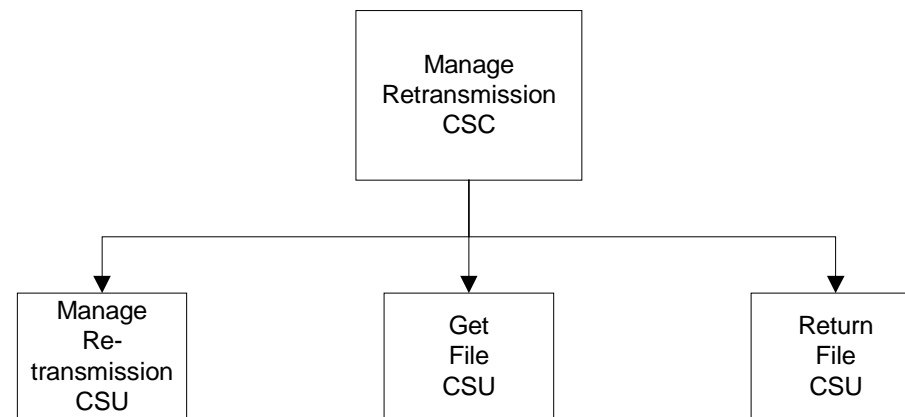 Manage
Retransmission
CSC
Manage
Re-
transmission
CSU
Get
File
CSU
Return
File
CSU